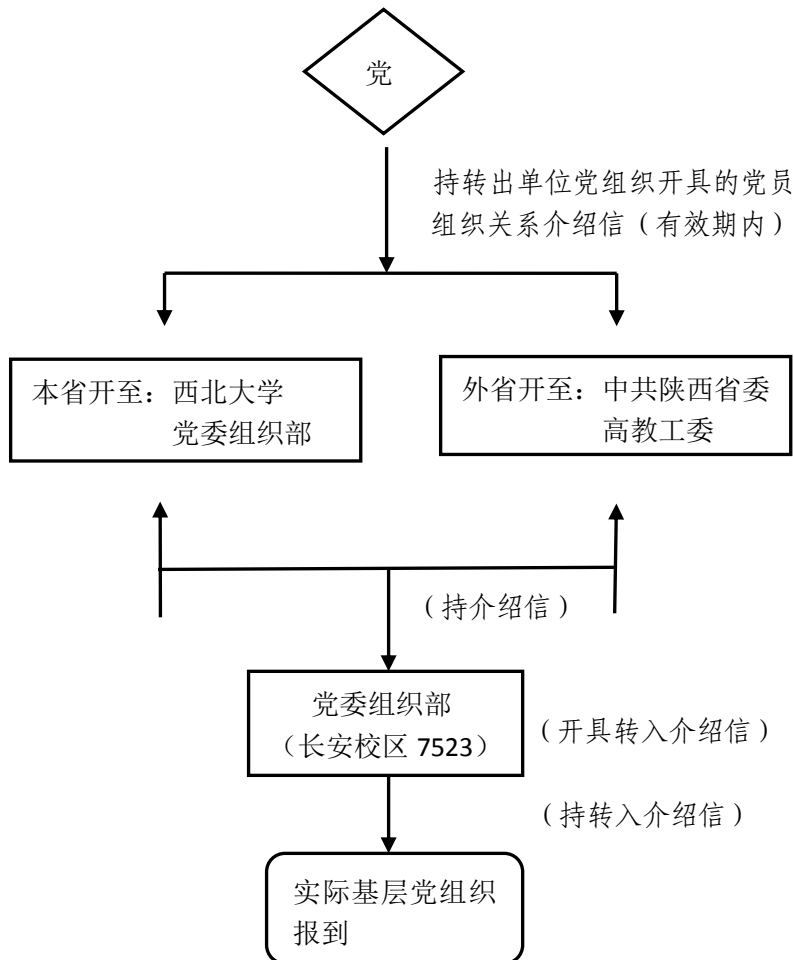 党
持转出单位党组织开具的党员
组织关系介绍信（有效期内）
本省开至：西北大学
党委组织部
外省开至：中共陕西省委
高教工委
（持介绍信）
党委组织部
（长安校区 7523）
（开具转入介绍信）
（持转入介绍信）
实际基层党组织
报到